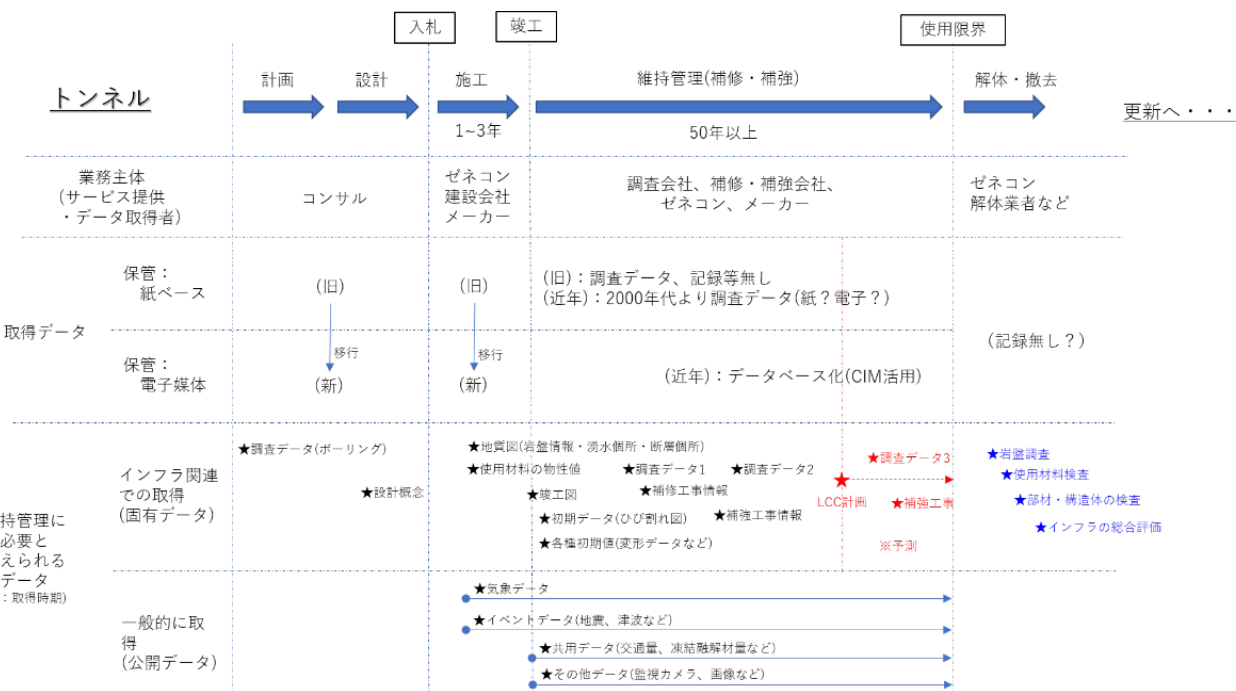 入札
竣工
使用限界
計画
設計
施工
維持管理(補修・補強)
解体・撤去
トンネル
更新へ・・・
1~3年
50年以上
業務主体
(サービス提供
・データ取得者)
コンサル
ゼネコン
建設会社
メーカー
調査会社、補修・補強会社、
ゼネコン、メーカー
ゼネコン
解体業者など
取得データ
保管：
紙ベース
(旧)
(旧)
(旧)：調査データ、記録等無し
(近年)：2000年代より調査データ(紙？電子？)
移行
移行
(記録無し？)
保管：
電子媒体
(新)
(新)
(近年)：データベース化(CIM活用)
持管理に
必要と
えられる
データ
：取得時期)
インフラ関連
での取得
(固有データ)
★調査データ(ボーリング)
★設計概念
★地質図(岩盤情報・湧水個所・断層個所)
★使用材料の物性値
★調査データ1
★調査データ2
★竣工図
★補修工事情報
★初期データ(ひび割れ図)
★補強工事情報
★各種初期値(変形データなど)
★調査データ3
★
LCC計画
★補強工事
※予測
★岩盤調査
★使用材料検査
★部材・構造体の検査
★インフラの総合評価
一般的に取
得
(公開データ)
★気象データ
★イベントデータ(地震、津波など)
★共用データ(交通量、凍結融解材量など)
★その他データ(監視カメラ、画像など)